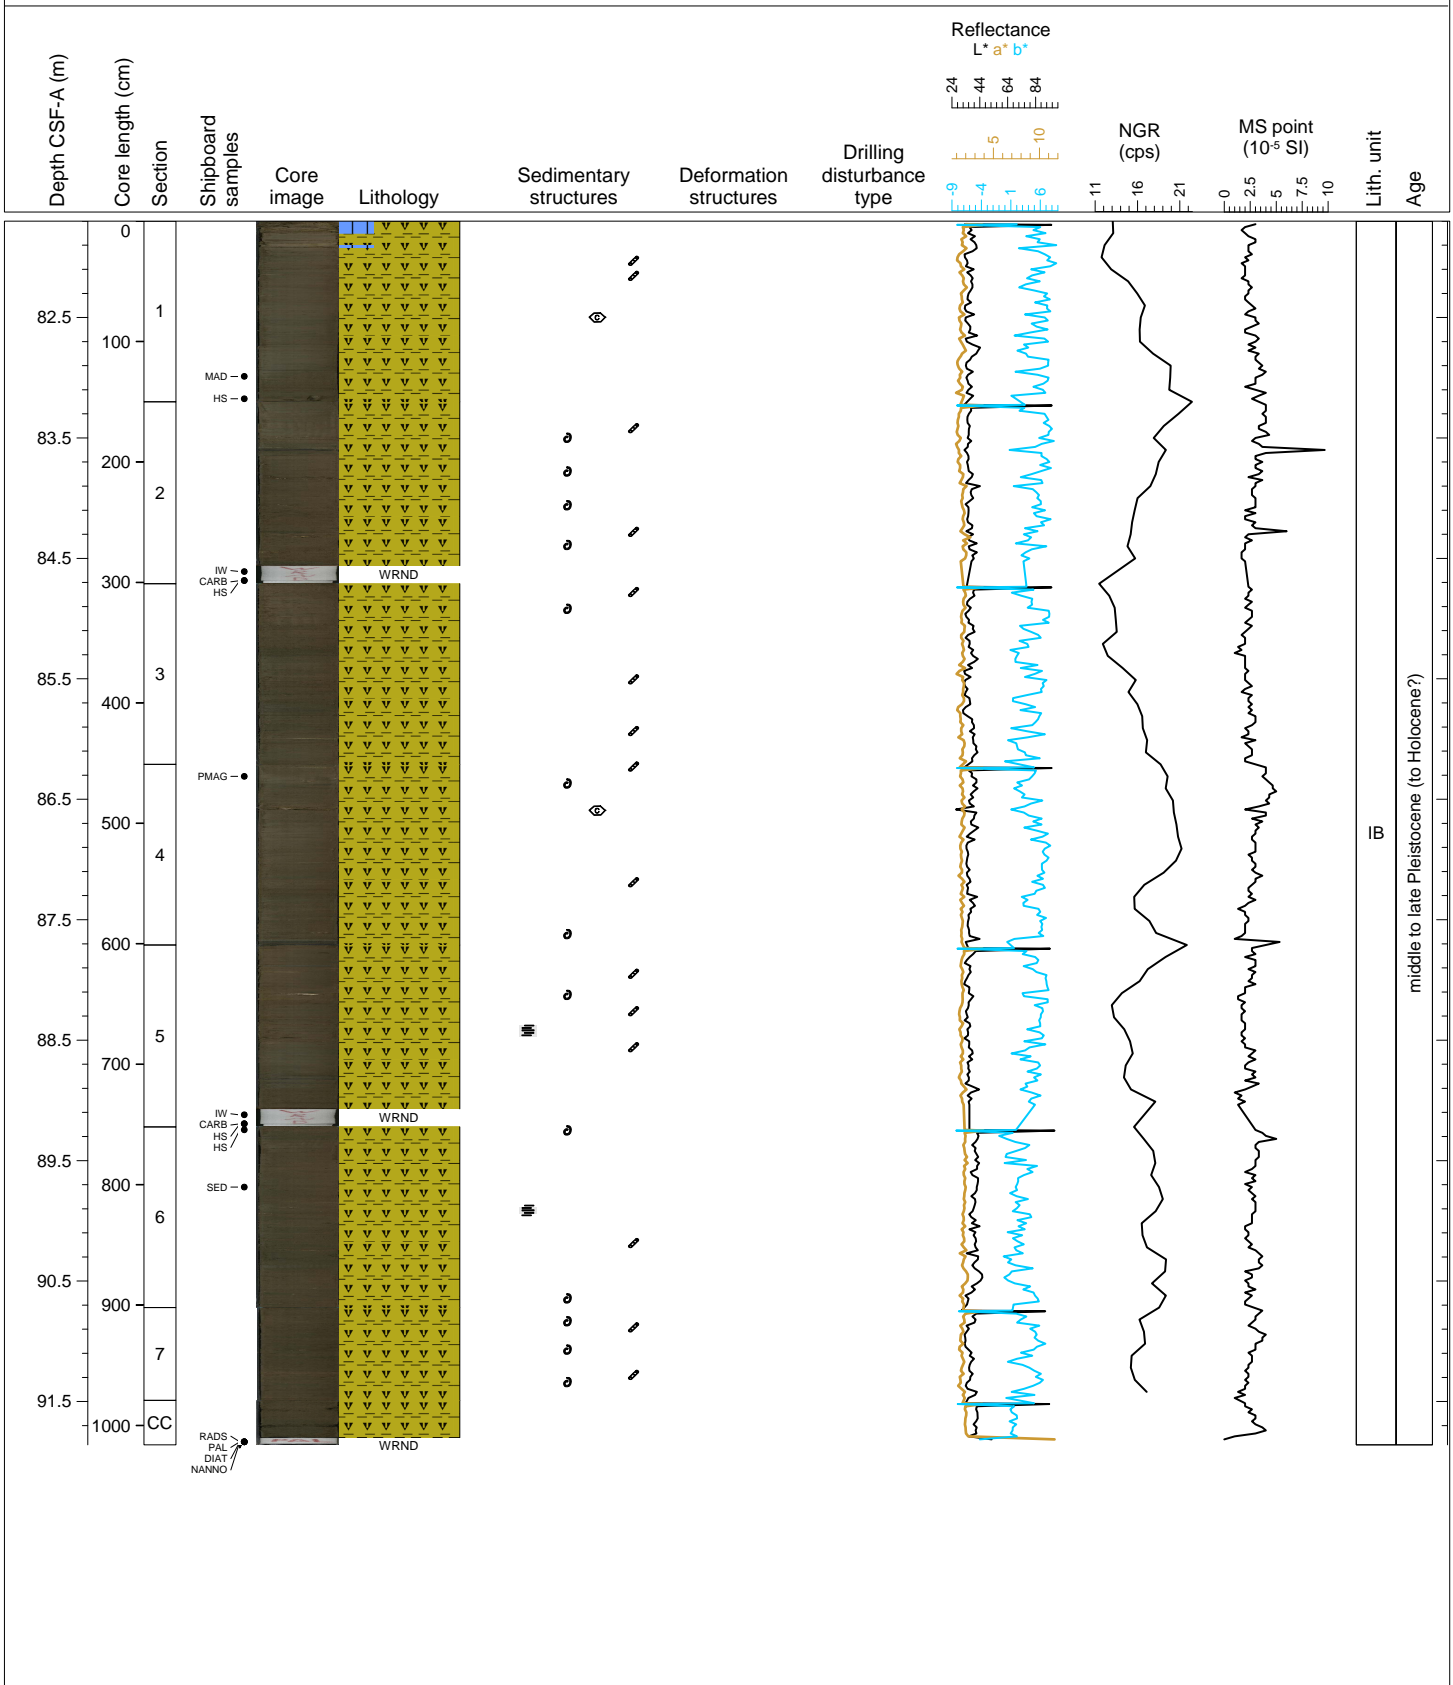 Depth CSF-A (m)
Core length (cm)
Section
Shipboard
samples
Core
image
Lithology
Sedimentary
structures
Deformation
structures
Drilling
disturbance
type
Reflectance
L* a* b*
24 44 64 84
5 10
-9 -4 1 6
NGR
(cps)
11 16 21
MS point
(10-5 SI)
0 2.5 5 7.5 10
Lith. unit
Age
82.5
83.5
84.5
85.5
86.5
87.5
88.5
89.5
90.5
91.5
0
100
200
300
400
500
600
700
800
900
1000
1
2
3
4
5
6
7
CC
MAD
HS
IW
CARB
HS
PMAG
IW
CARB
HS
HS
SED
RADS
PAL
DIAT
NANNO
WRND
WRND
WRND
C
C
IB
middle to late Pleistocene (to Holocene?)